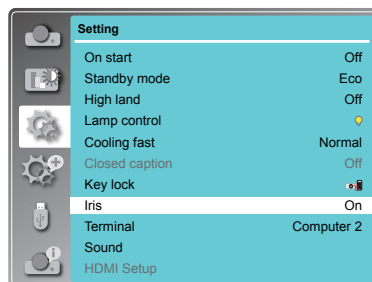 Setting
On start Off
Standby mode Eco
High land Off
Lamp control
Cooling fast Normal
Closed caption Off
Key lock
Iris On
Terminal Computer 2
Sound
HDMI Setup